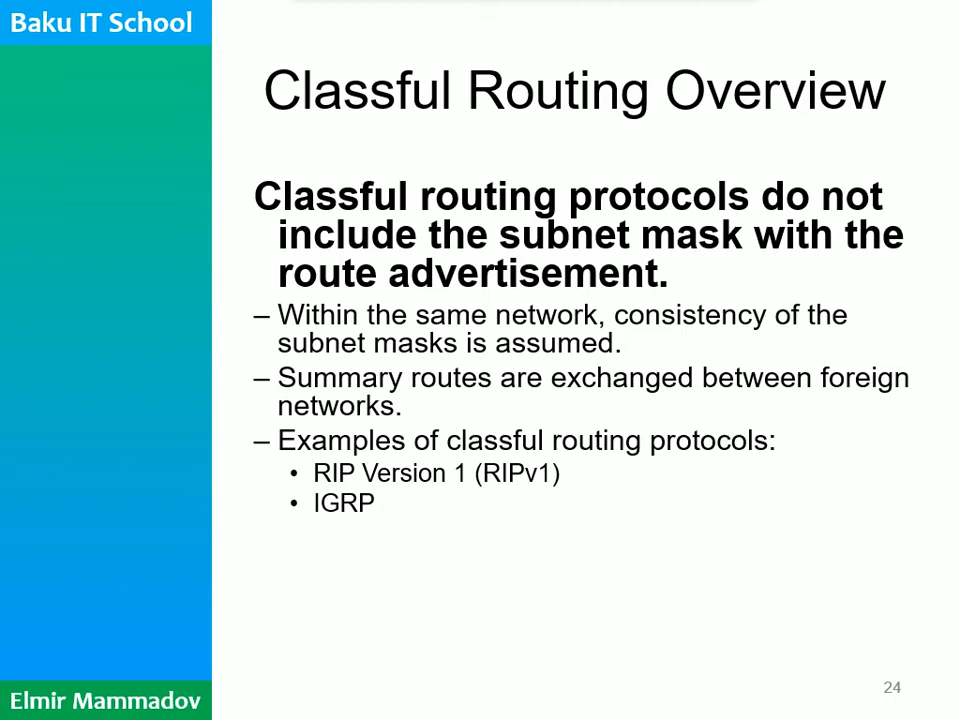 Baku IT School
Classful Routing Overview
Classful routing protocols do not
include the subnet mask with the
route advertisement.
– Within the same network, consistency of the
subnet masks is assumed.
– Summary routes are exchanged between foreign
networks.
– Examples of classful routing protocols:
• RIP Version 1 (RIPv1)
• IGRP
Elmir Mammadov
24